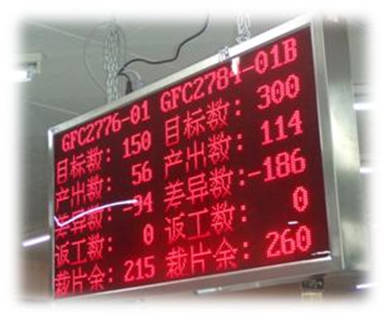 GFC2776-01 GFC2784-01B
目标数: 150 目标数: 300
产出数: 56 产出数: 114
差异数: -94 差异数:-186
返工数: 0 返工数: 0
裁片余: 215 裁片余: 260